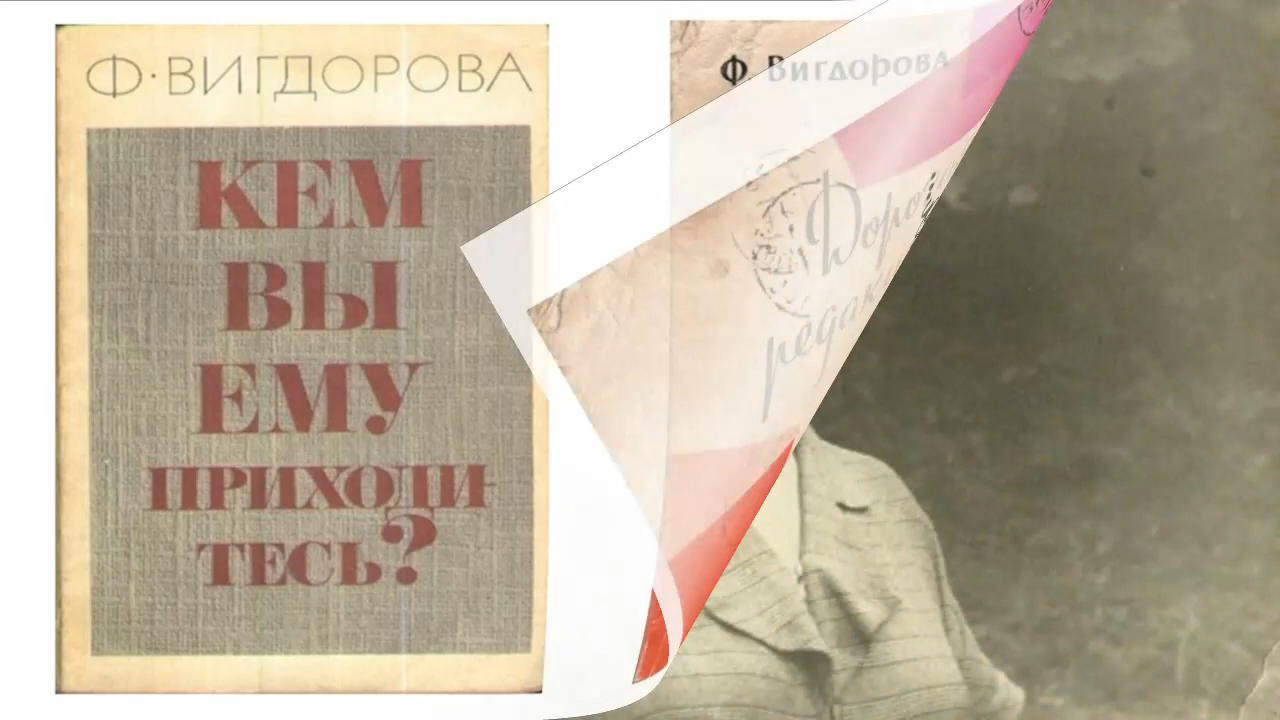 Ф·ВИГДОРОВА
КЕМ
ВЫ
ЕМУ
ПРИХОДИ-
ТЕСЬ?
Ф. Вигдорова